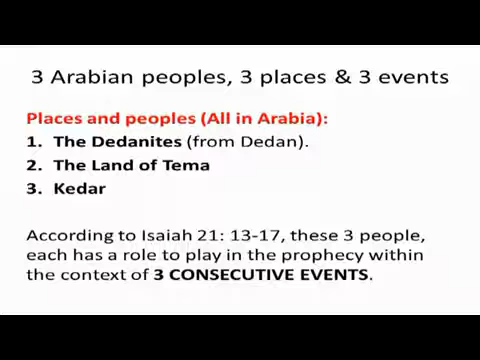 3 Arabian peoples, 3 places & 3 events
Places and peoples (All in Arabia):
1. The Dedanites (from Dedan).
2. The Land of Tema
3. Kedar
According to Isaiah 21: 13-17, these 3 people,
each has a role to play in the prophecy within
the context of 3 CONSECUTIVE EVENTS.